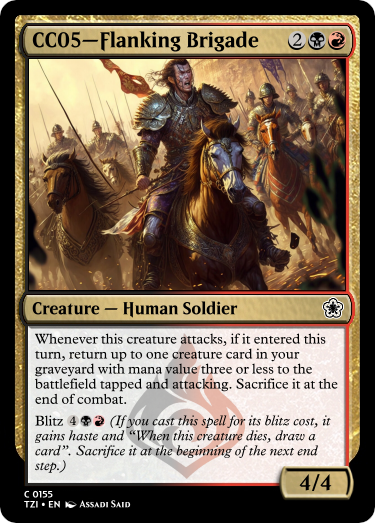 CC05—Flanking Brigade 2
Creature — Human Soldier
Whenever this creature attacks, if it entered this
turn, return up to one creature card in your
graveyard with mana value three or less to the
battlefield tapped and attacking. Sacrifice it at the
end of combat.
Blitz 4 (If you cast this spell for its blitz cost, it
gains haste and “When this creature dies, draw a
card”. Sacrifice it at the beginning of the next end
step.)
4/4
C 0155
TZI • EN Assadi Said